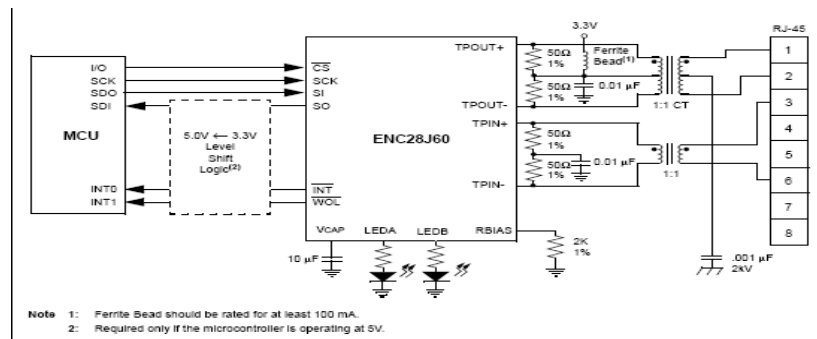 3.3V
RJ-45
MCU
I/O
SCK
SDO
SDI
INT0
INT1
5.0V ← 3.3V
Level
Shift
Logic(2)
ENC28J60
CS
SCK
SI
SO
INT
WOL
VCAP
LEDA
LEDB
RBIAS
TPOUT+
TPOUT-
TPIN+
TPIN-
50Ω
1%
50Ω
1%
Ferrite
Bead(1)
0.01 µF
1:1 CT
50Ω
1%
50Ω
1%
0.01 µF
1:1
1
2
3
4
5
6
7
8
10 µF
2K
1%
.001 µF
2kV
Note 1: Ferrite Bead should be rated for at least 100 mA.
2: Required only if the microcontroller is operating at 5V.